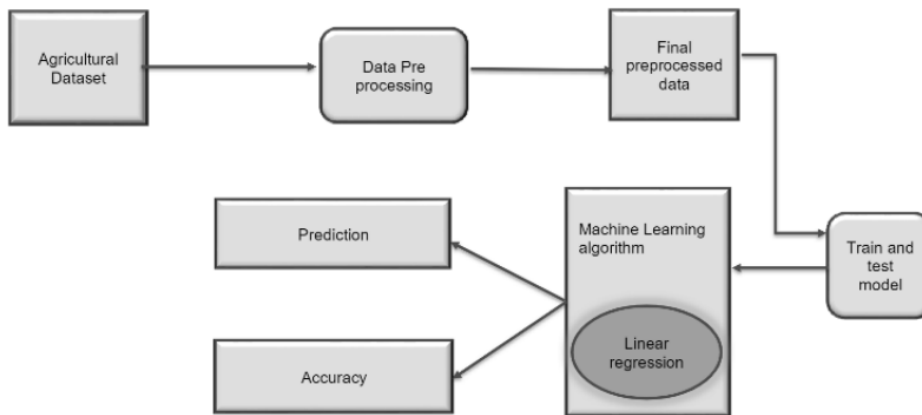 Agricultural
Dataset
Data Pre
processing
Final
preprocessed
data
Train and
test
model
Machine Learning
algorithm
Linear
regression
Prediction
Accuracy